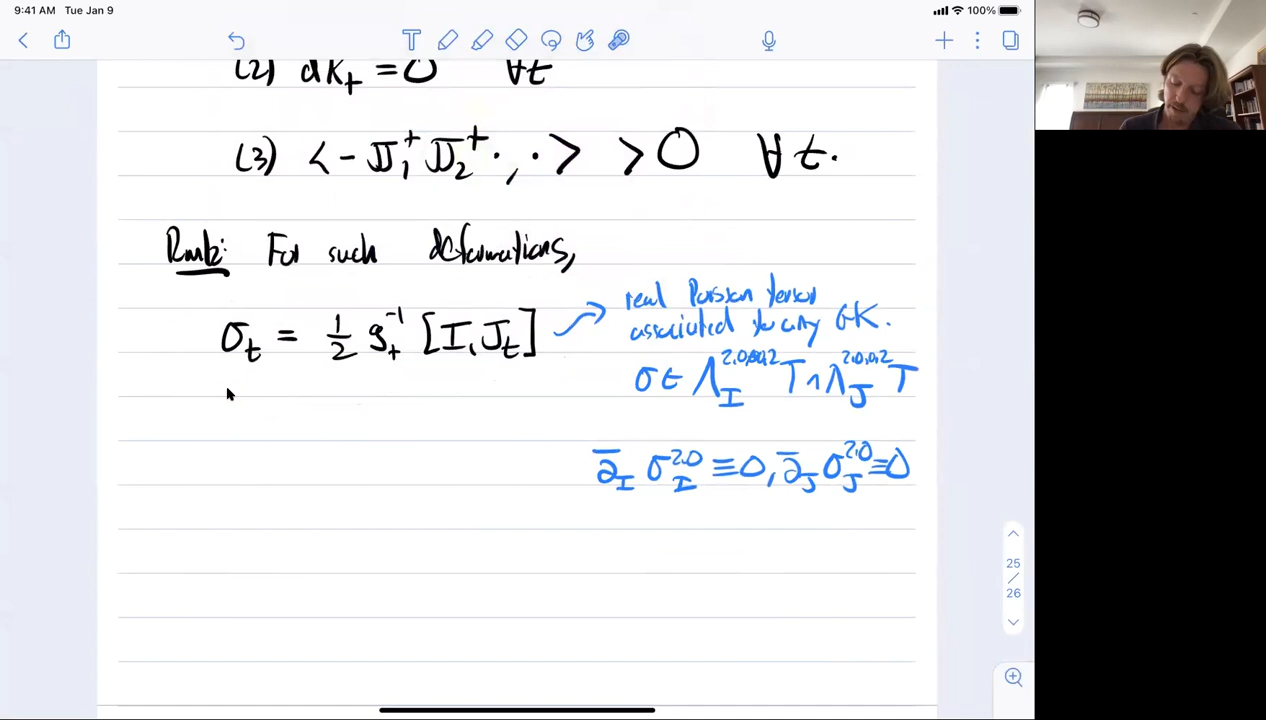 9:41 AM Tue Jan 9
100%
(2) dK_t = 0 ∀t
(3) < - 𝕁_1^t 𝕁_2^t ·, · > > 0 ∀ t.
Rmk: For such deformations,
σ_t = 1/2 g_t^{-1} [I, J_t]
real Poisson tensor
associated to any GK.
σ ∈ Λ_I^{2,0,0,2} T ∩ Λ_J^{2,0,0,2} T
∂̄_I σ_I^{2,0} ≡ 0, ∂̄_J σ_J^{2,0} ≡ 0
25
/
26